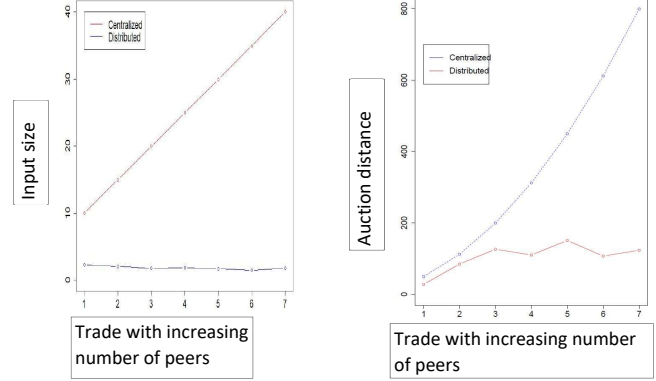 40
30
20
10
0
Centralized
Distributed
Input size
1 2 3 4 5 6 7
Trade with increasing
number of peers
800
600
400
200
0
Centralized
Distributed
Auction distance
1 2 3 4 5 6 7
Trade with increasing number
of peers